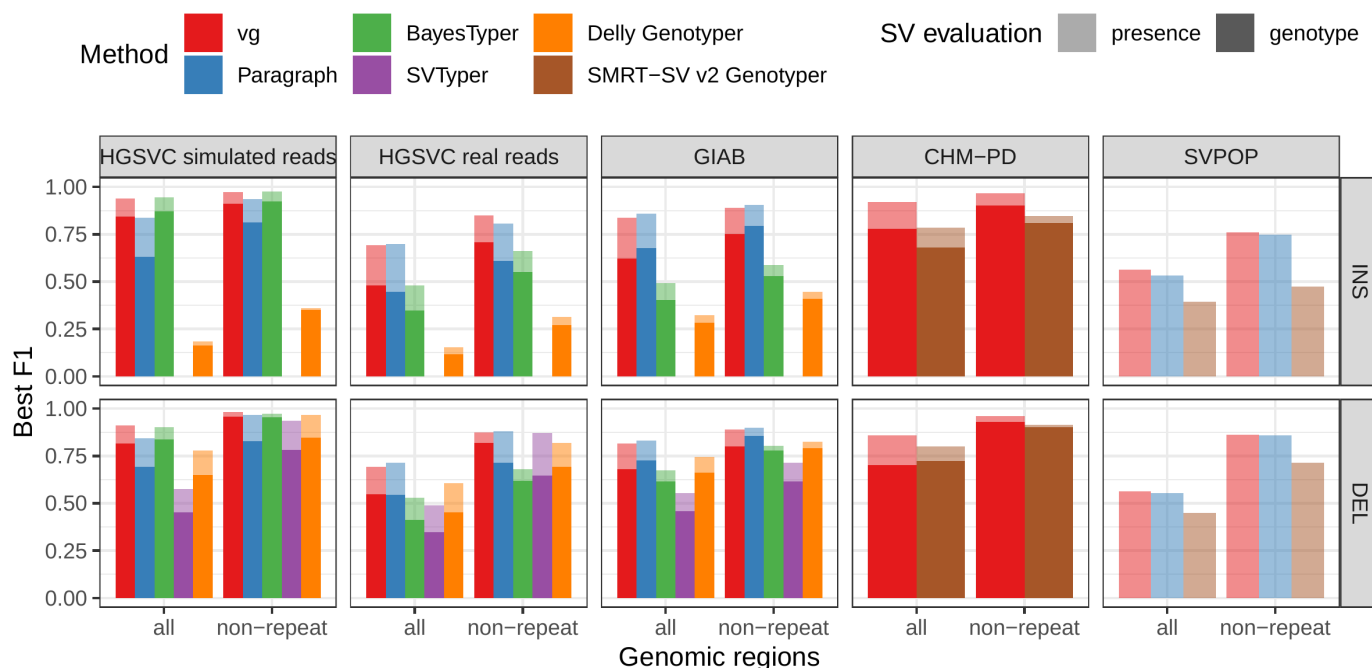 Method
vg
Paragraph
BayesTyper
SVTyper
Delly Genotyper
SMRT−SV v2 Genotyper
SV evaluation
presence
genotype
HGSVC simulated reads
HGSVC real reads
GIAB
CHM−PD
SVPOP
1.00
0.75
0.50
0.25
0.00
INS
1.00
0.75
0.50
0.25
0.00
DEL
Best F1
all
non−repeat
all
non−repeat
all
non−repeat
all
non−repeat
all
non−repeat
Genomic regions